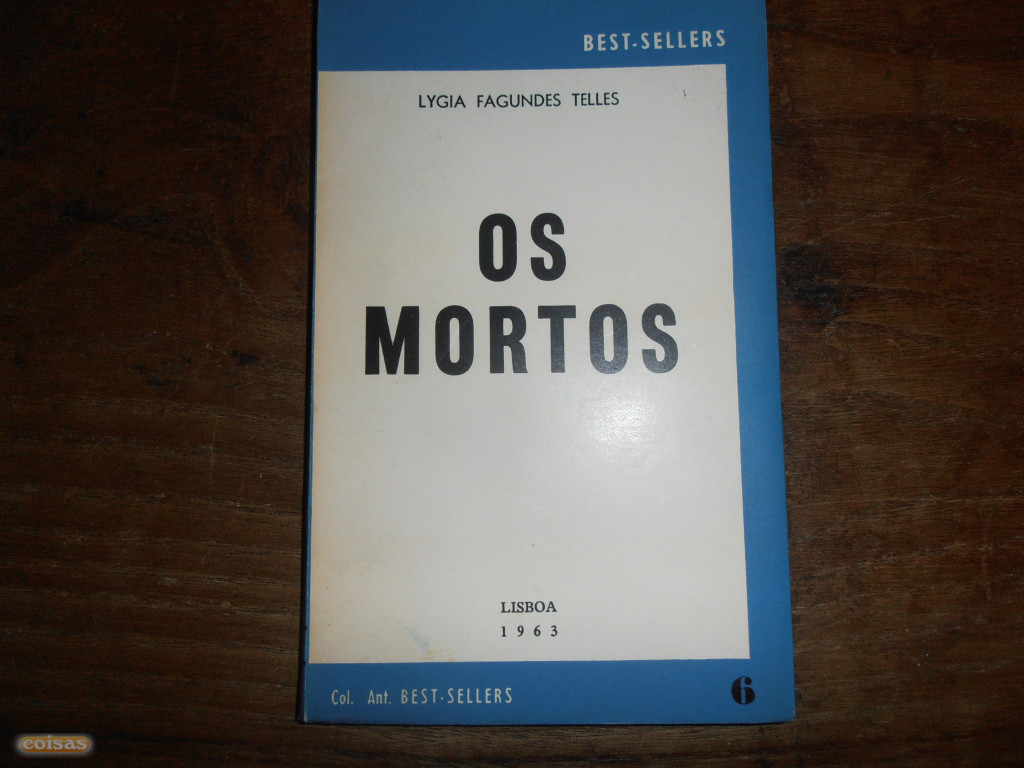 BEST-SELLERS
LYGIA FAGUNDES TELLES
OS
MORTOS
LISBOA
1963
Col. Ant. BEST-SELLERS
6
coisas